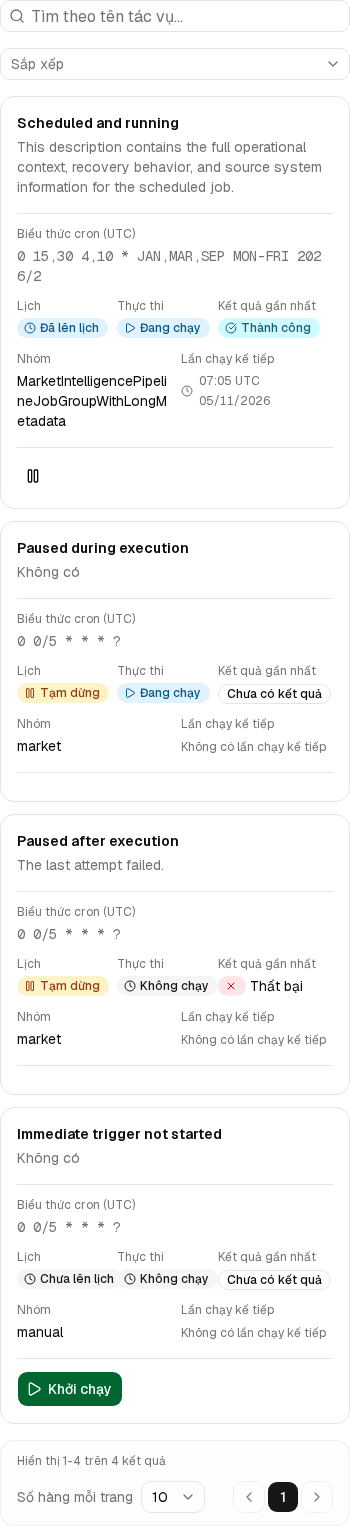 Tìm theo tên tác vụ...
Sắp xếp
Scheduled and running
This description contains the full operational
context, recovery behavior, and source system
information for the scheduled job.
Biểu thức cron (UTC)
0 15,30 4,10 * JAN,MAR,SEP MON-FRI 202
6/2
Lịch Thực thi Kết quả gần nhất
Đã lên lịch Đang chạy Thành công
Nhóm Lần chạy kế tiếp
MarketIntelligencePipeli
neJobGroupWithLongM
etadata
07:05 UTC
05/11/2026
Paused during execution
Không có
Biểu thức cron (UTC)
0 0/5 * * * ?
Lịch Thực thi Kết quả gần nhất
Tạm dừng Đang chạy Chưa có kết quả
Nhóm Lần chạy kế tiếp
market Không có lần chạy kế tiếp
Paused after execution
The last attempt failed.
Biểu thức cron (UTC)
0 0/5 * * * ?
Lịch Thực thi Kết quả gần nhất
Tạm dừng Không chạy Thất bại
Nhóm Lần chạy kế tiếp
market Không có lần chạy kế tiếp
Immediate trigger not started
Không có
Biểu thức cron (UTC)
0 0/5 * * * ?
Lịch Thực thi Kết quả gần nhất
Chưa lên lịch Không chạy Chưa có kết quả
Nhóm Lần chạy kế tiếp
manual Không có lần chạy kế tiếp
Khởi chạy
Hiển thị 1-4 trên 4 kết quả
Số hàng mỗi trang 10 1